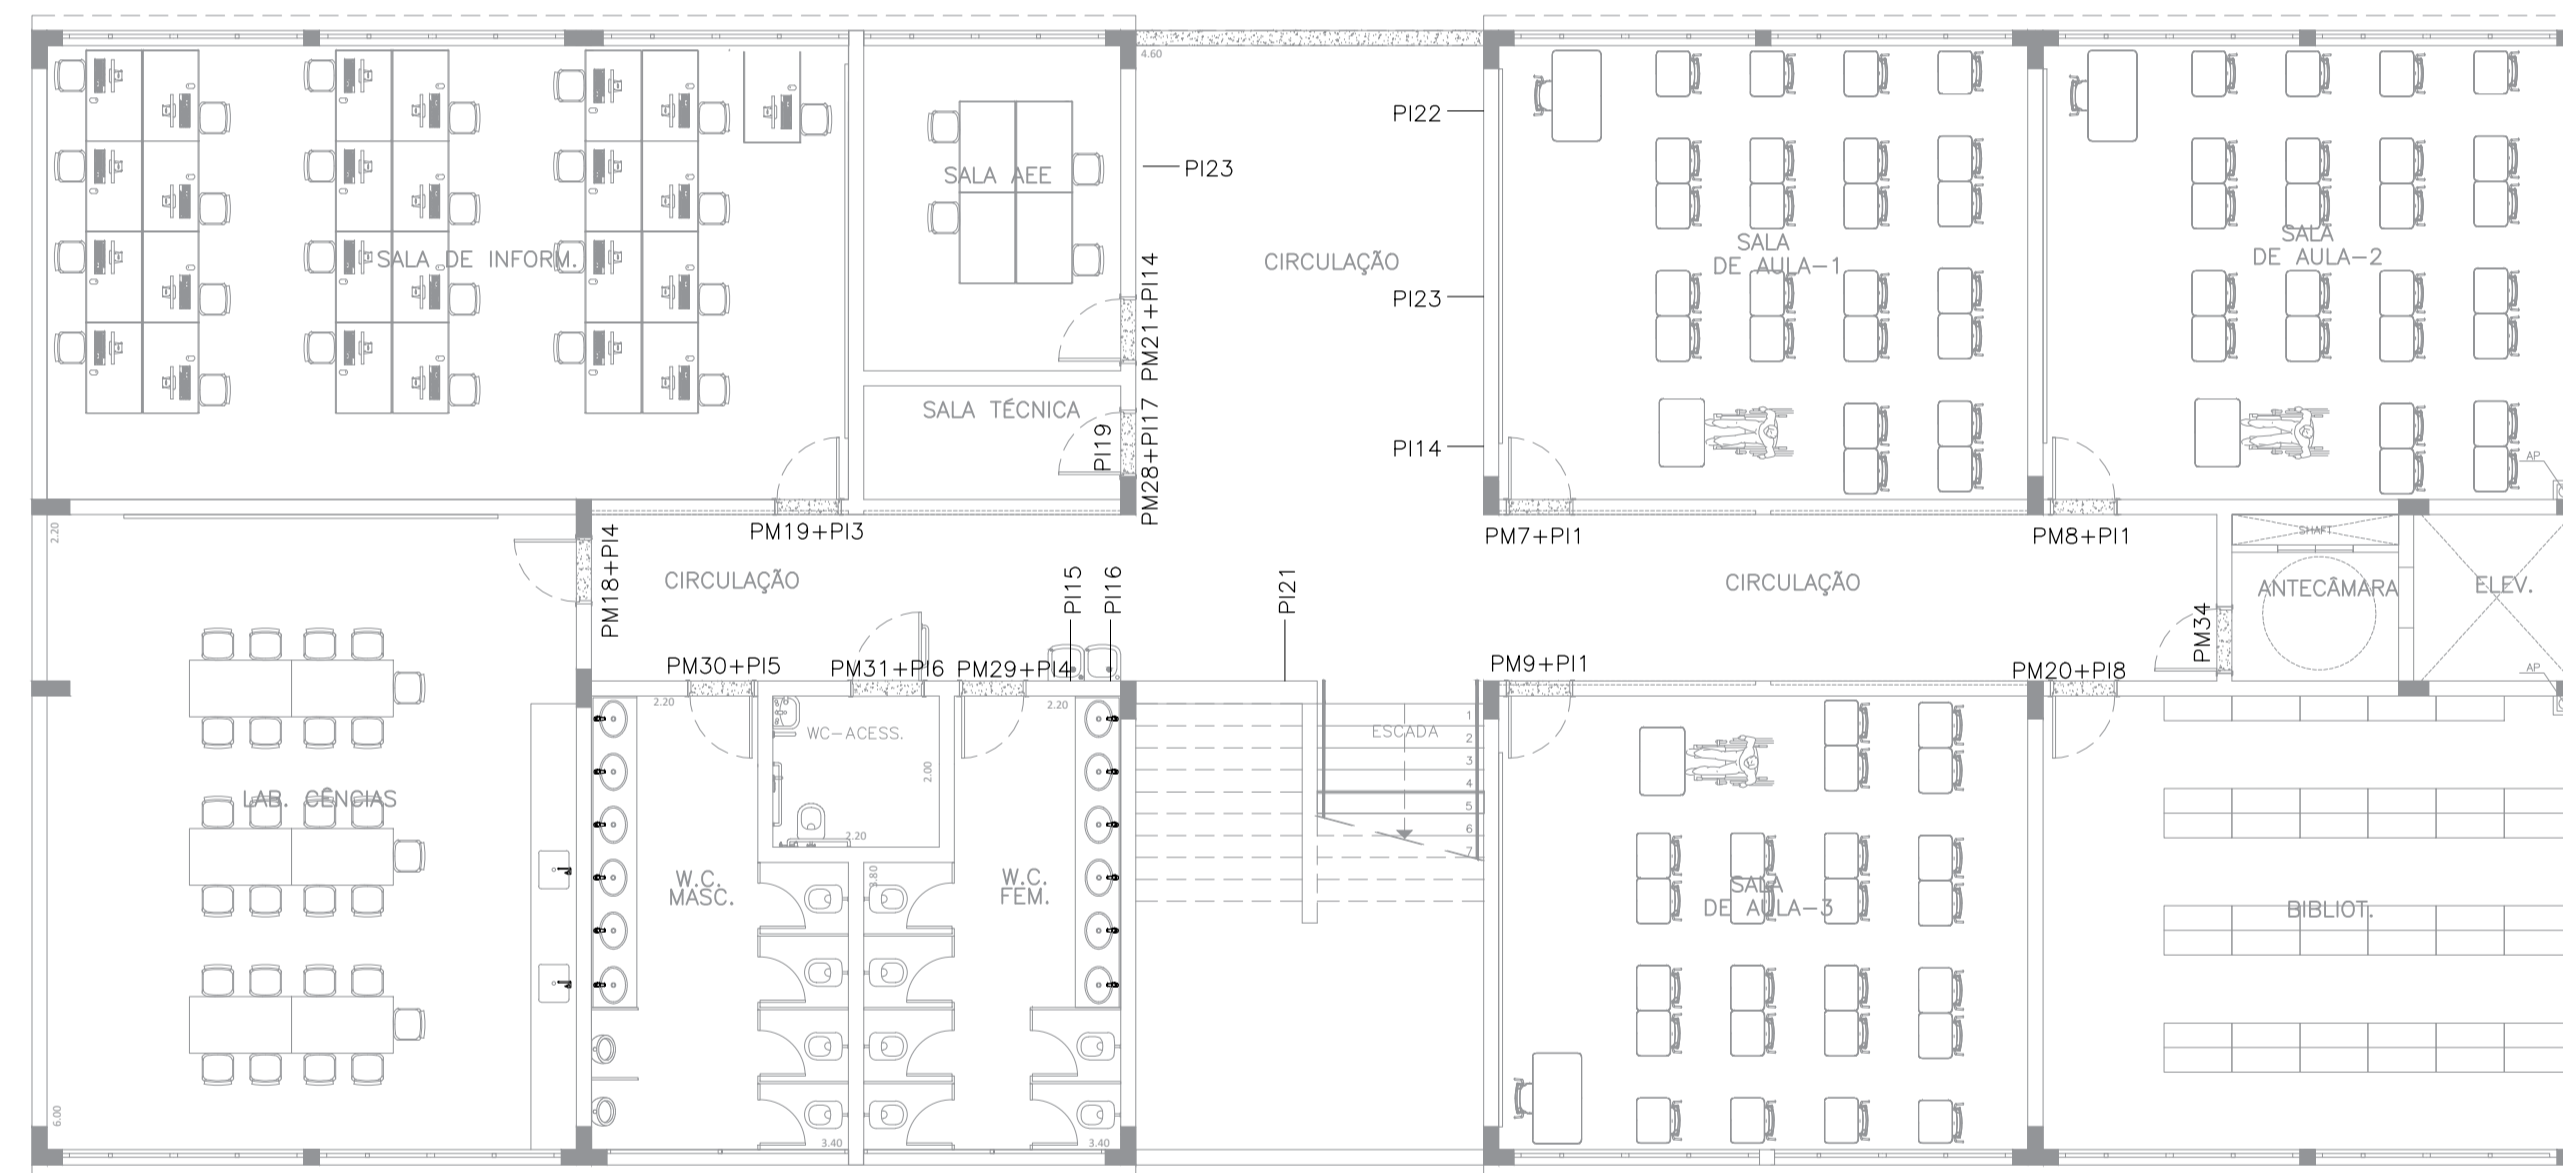 4.60
PI22
PI23
SALA AEE
SALA
DE AULA-1
SALA
DE AULA-2
SALA DE INFORM.
CIRCULAÇÃO
PM21+PI14
PI23
SALA TÉCNICA
PI19
PM28+PI17
PI14
AP
2.20
PM18+PI4
PM19+PI3
PM7+PI1
PM8+PI1
SHAFT
CIRCULAÇÃO
PI15
PI16
PI21
CIRCULAÇÃO
ANTECÂMARA
ELEV.
PM34
PM30+PI5
PM31+PI6
PM29+PI4
PM9+PI1
PM20+PI8
AP
2.20
WC-ACESS.
2.20
ESCADA
1
2
3
4
5
6
7
2.00
2.20
LAB. CÊNCIAS
W.C.
MASC.
W.C.
FEM.
SALA
DE AULA-3
BIBLIOT.
6.00
3.40
3.40